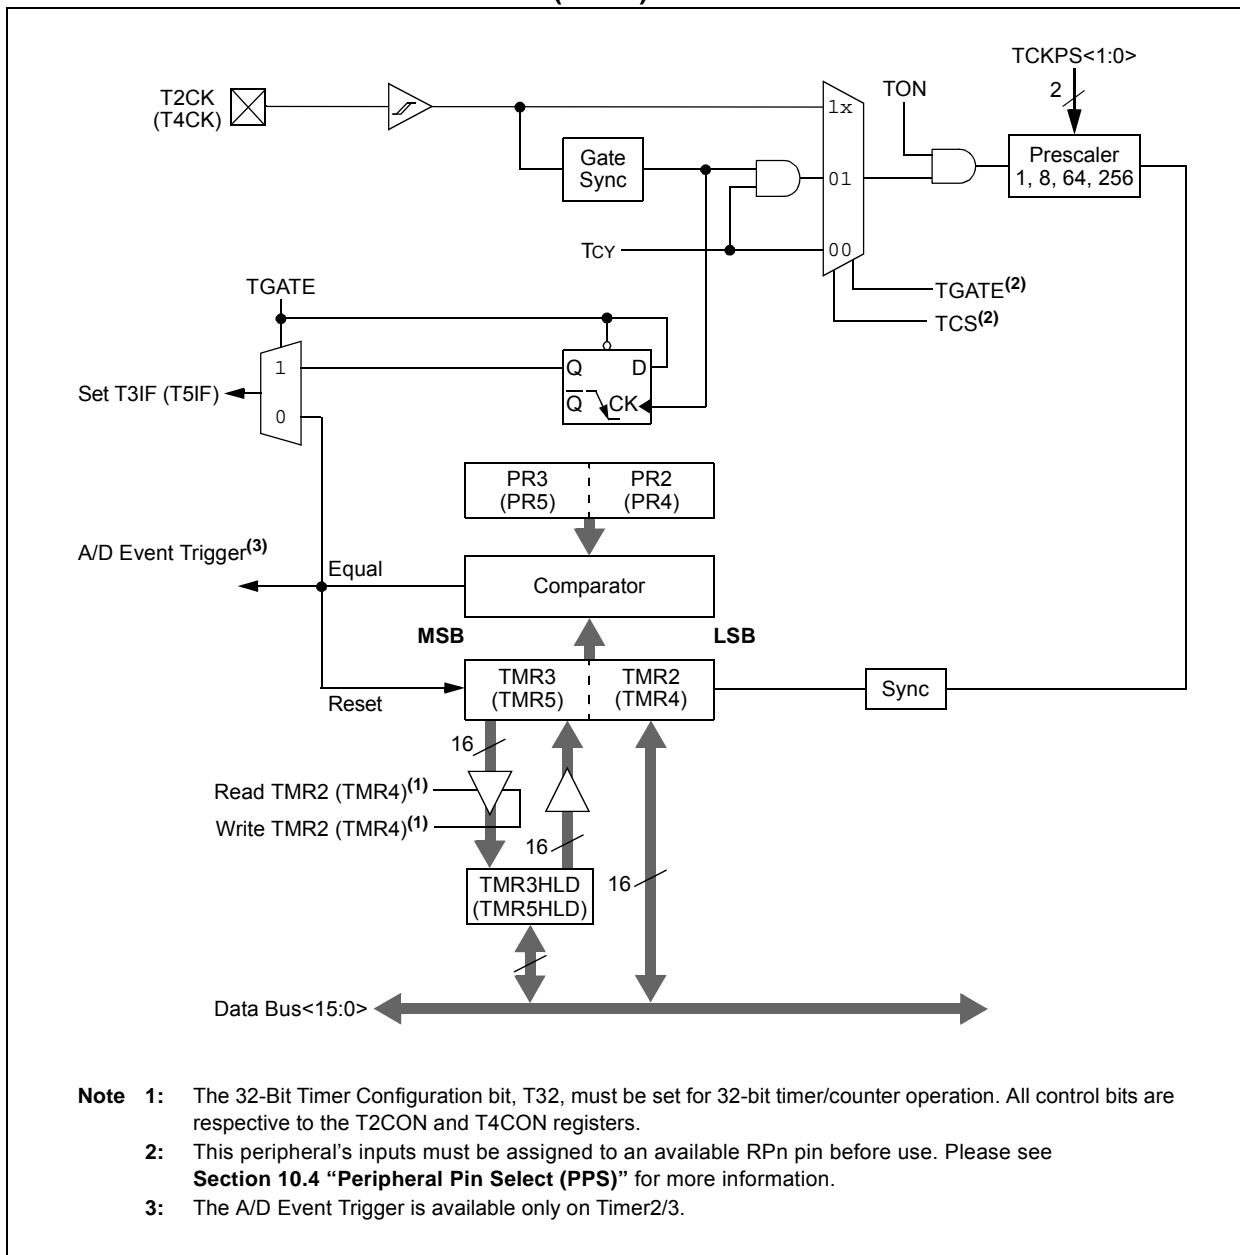 TCKPS<1:0>
2
TON
T2CK
(T4CK)
1x
Gate
Sync
01
Prescaler
1, 8, 64, 256
TCY
00
TGATE(2)
TCS(2)
TGATE
1
Q
D
Set T3IF (T5IF)
Q
CK
0
PR3
(PR5)
PR2
(PR4)
A/D Event Trigger(3)
Equal
Comparator
MSB
LSB
TMR3
(TMR5)
TMR2
(TMR4)
Sync
Reset
16
Read TMR2 (TMR4)(1)
Write TMR2 (TMR4)(1)
16
TMR3HLD
(TMR5HLD)
16
Data Bus<15:0>
Note 1: The 32-Bit Timer Configuration bit, T32, must be set for 32-bit timer/counter operation. All control bits are
respective to the T2CON and T4CON registers.
2: This peripheral’s inputs must be assigned to an available RPn pin before use. Please see
Section 10.4 “Peripheral Pin Select (PPS)” for more information.
3: The A/D Event Trigger is available only on Timer2/3.